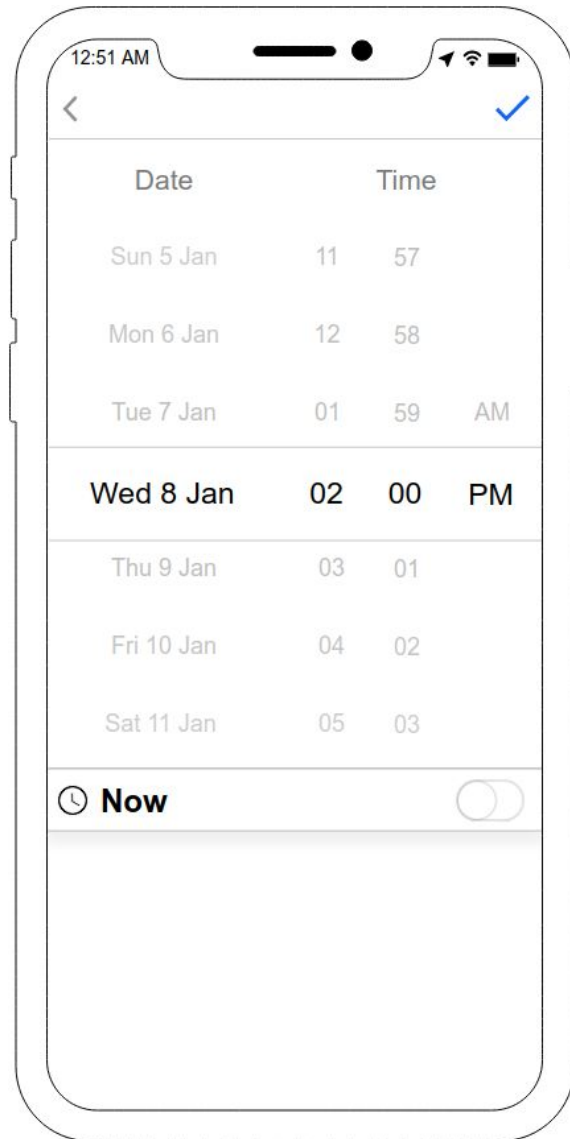 12:51 AM
Date Time
Sun 5 Jan 11 57
Mon 6 Jan 12 58
Tue 7 Jan 01 59 AM
Wed 8 Jan 02 00 PM
Thu 9 Jan 03 01
Fri 10 Jan 04 02
Sat 11 Jan 05 03
Now